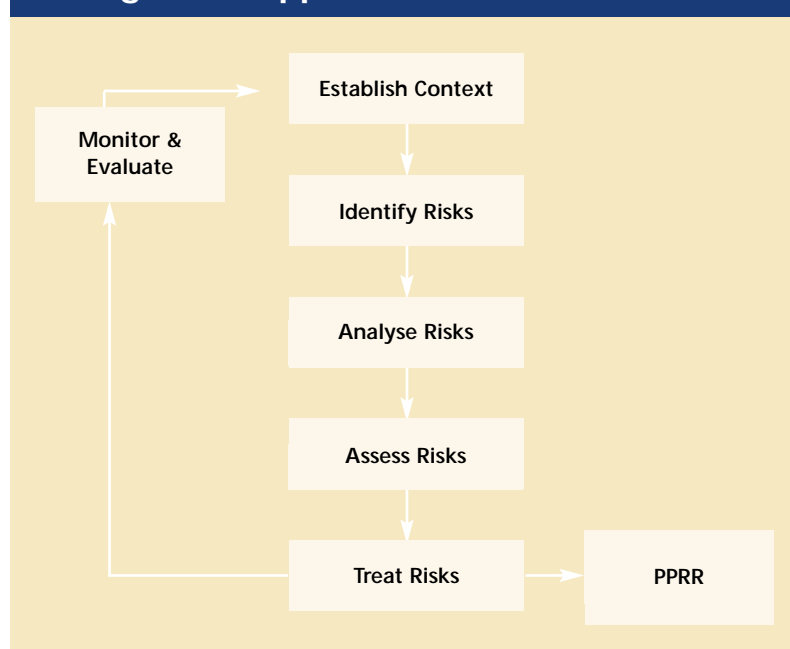 Establish Context
Monitor &
Evaluate
Identify Risks
Analyse Risks
Assess Risks
Treat Risks
PPRR